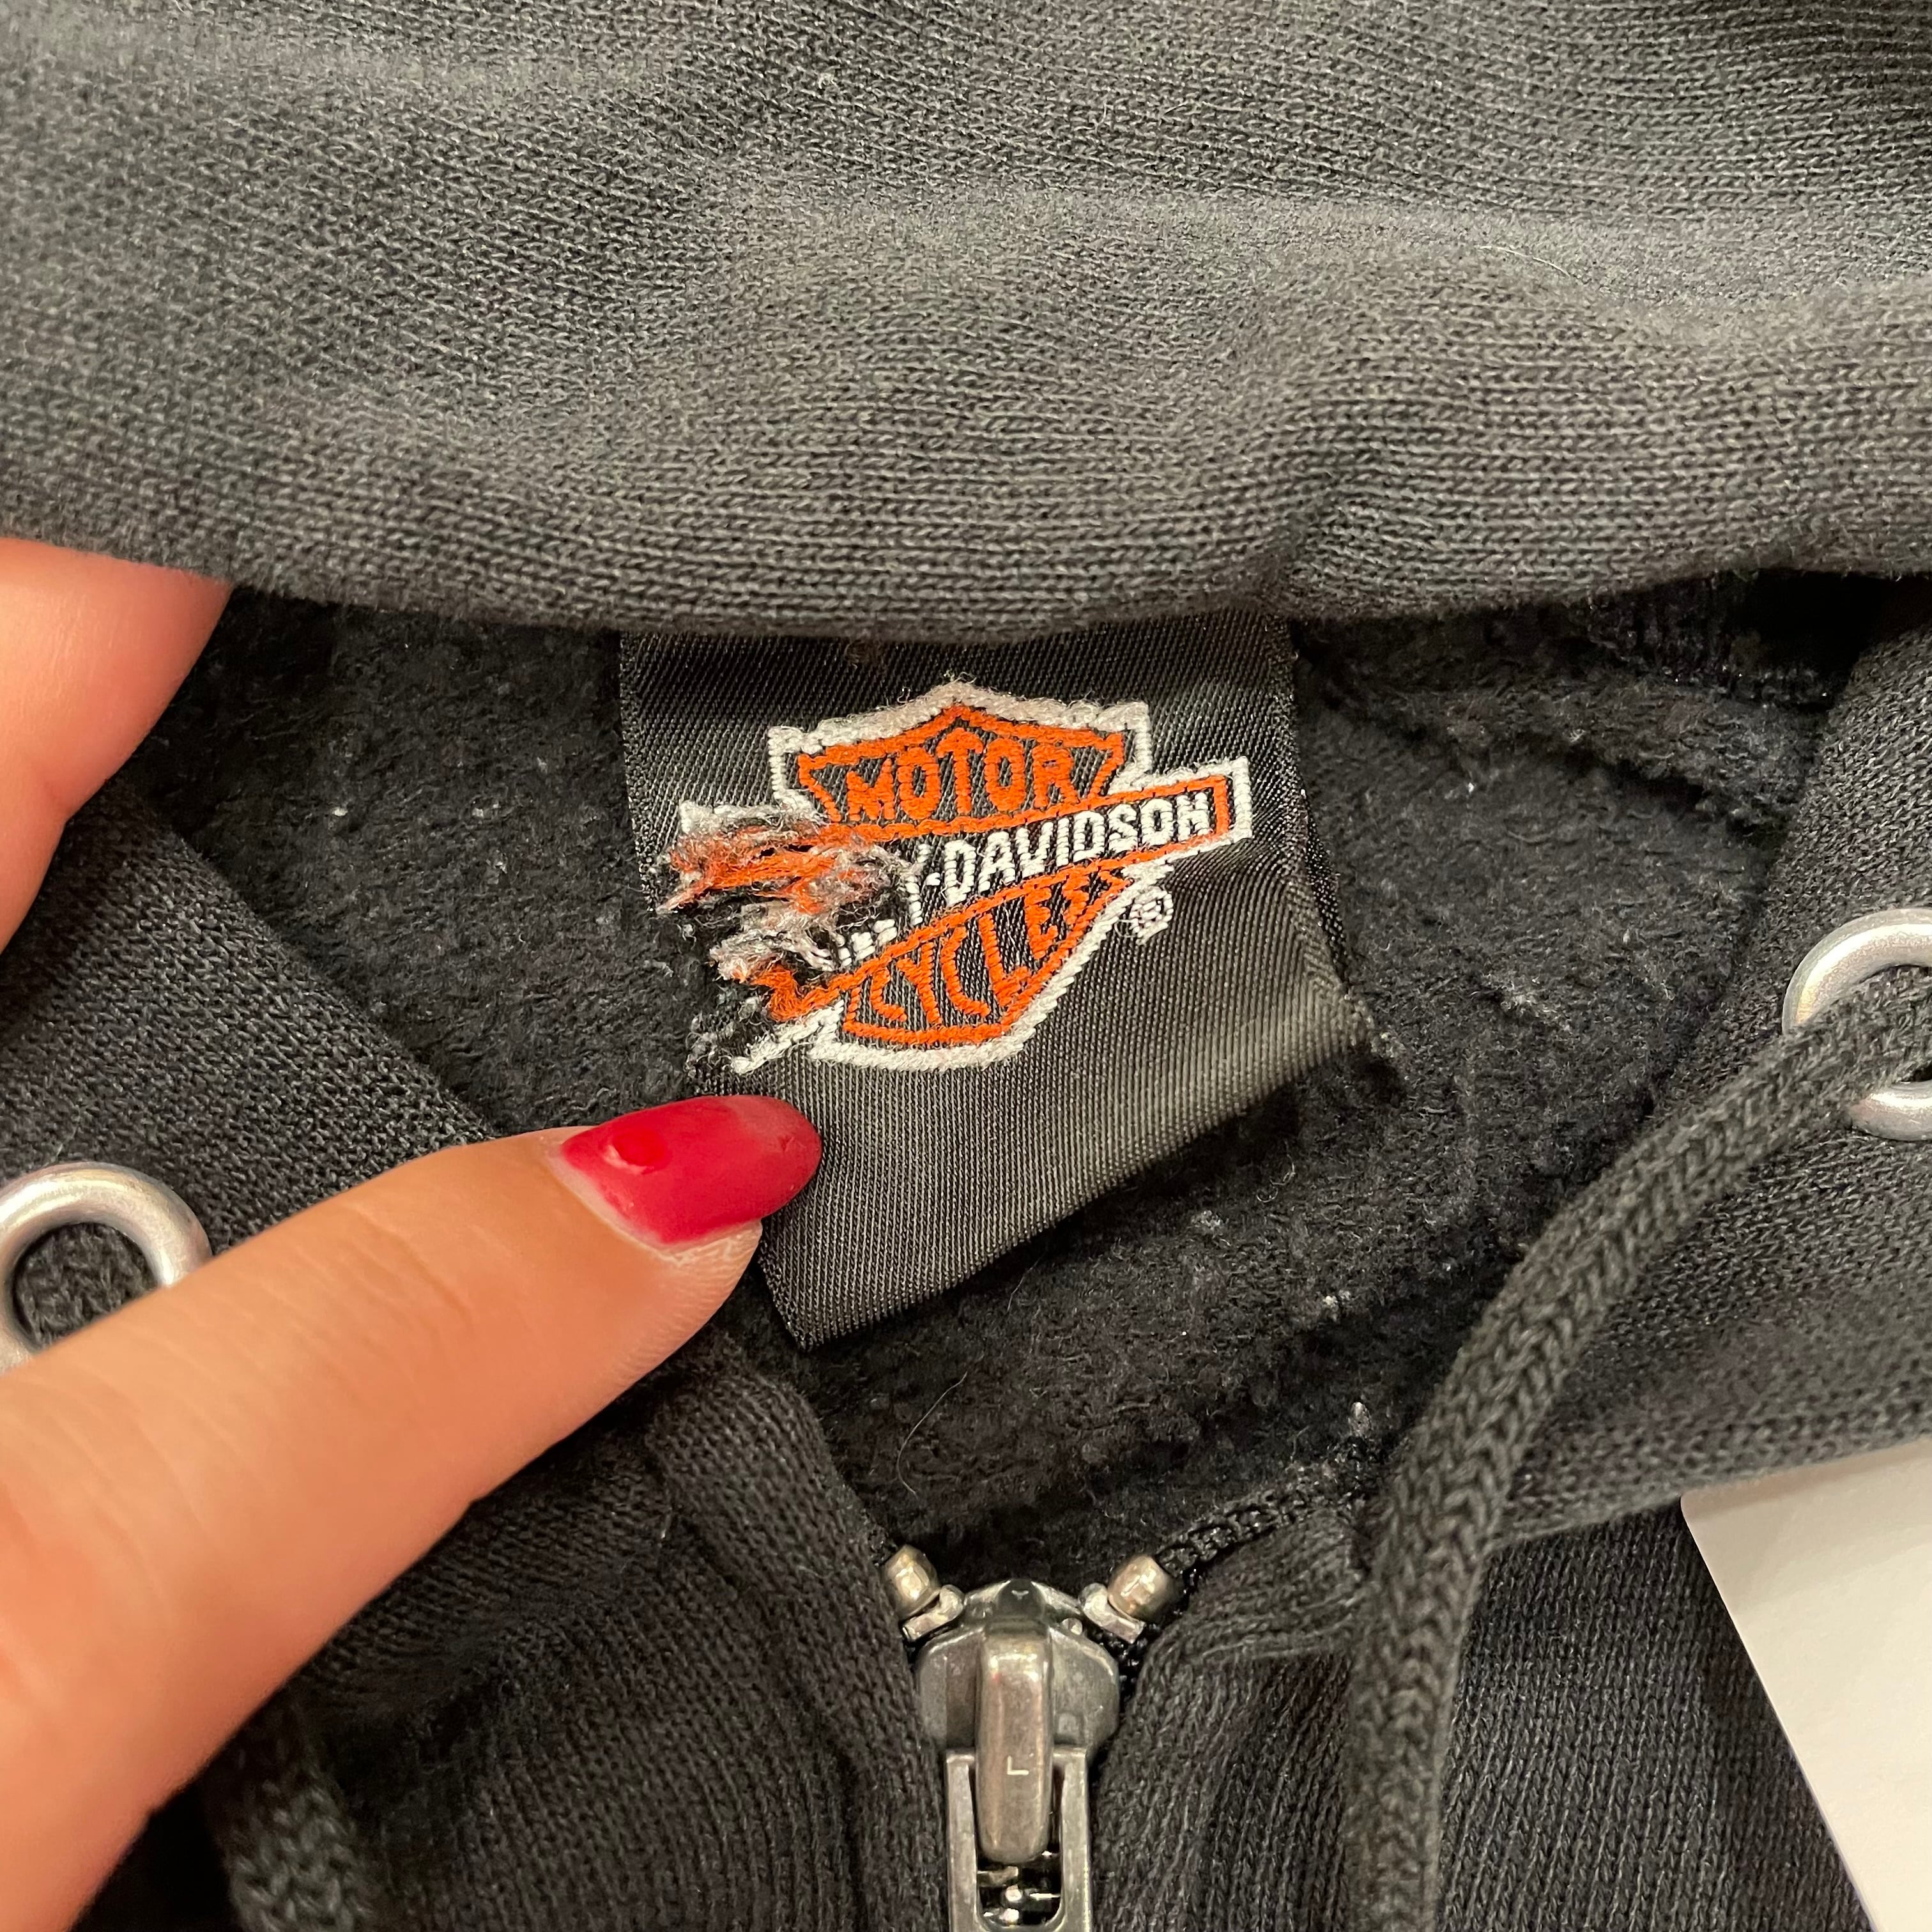 MOTOR
Y-DAVIDSON
CYCLES
®
L